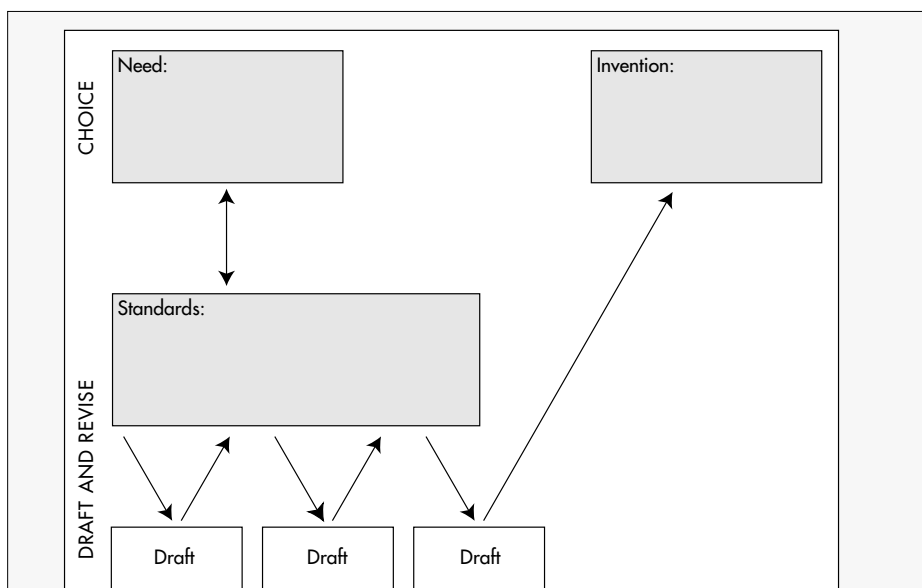 CHOICE
Need:
Invention:
DRAFT AND REVISE
Standards:
Draft
Draft
Draft